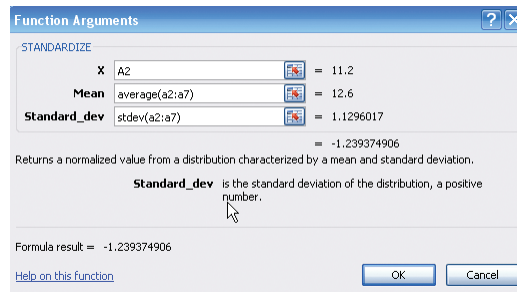 Function Arguments
STANDARDIZE
X A2 = 11.2
Mean average(a2:a7) = 12.6
Standard_dev stdev(a2:a7) = 1.1296017
= -1.239374906
Returns a normalized value from a distribution characterized by a mean and standard deviation.
Standard_dev is the standard deviation of the distribution, a positive
number.
Formula result = -1.239374906
Help on this function OK Cancel